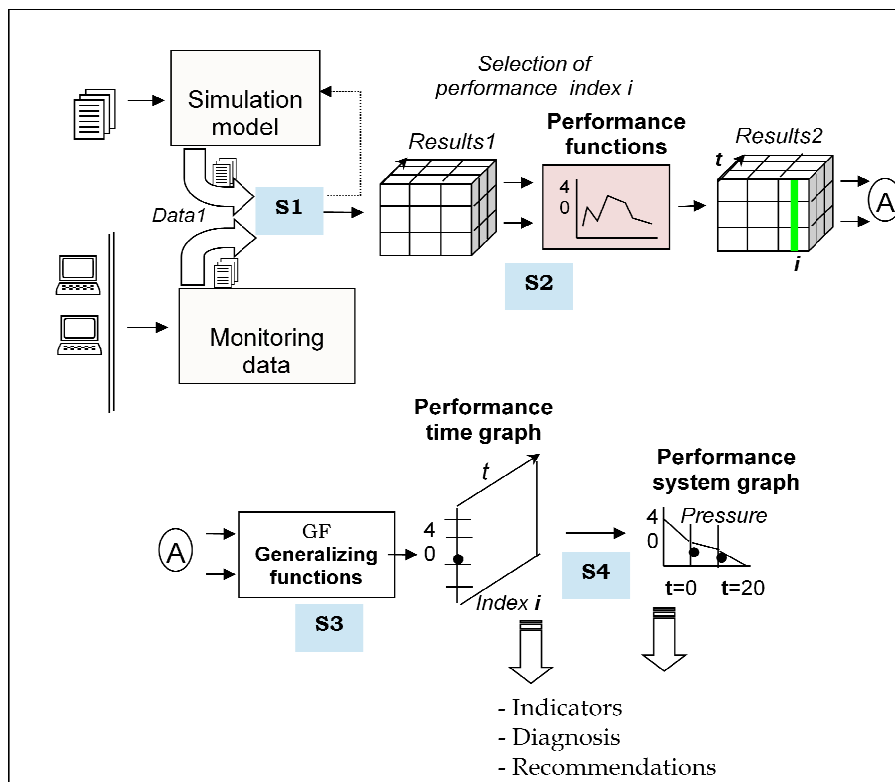 Selection of
performance index i
Simulation
model
Results1
Performance
functions
Results2
t
4
0
A
Data1
S1
i
S2
Monitoring
data
Performance
time graph
t
Performance
system graph
A
GF
Generalizing
functions
4
0
4
0
Pressure
S4
t=0
t=20
Index i
S3
- Indicators
- Diagnosis
- Recommendations